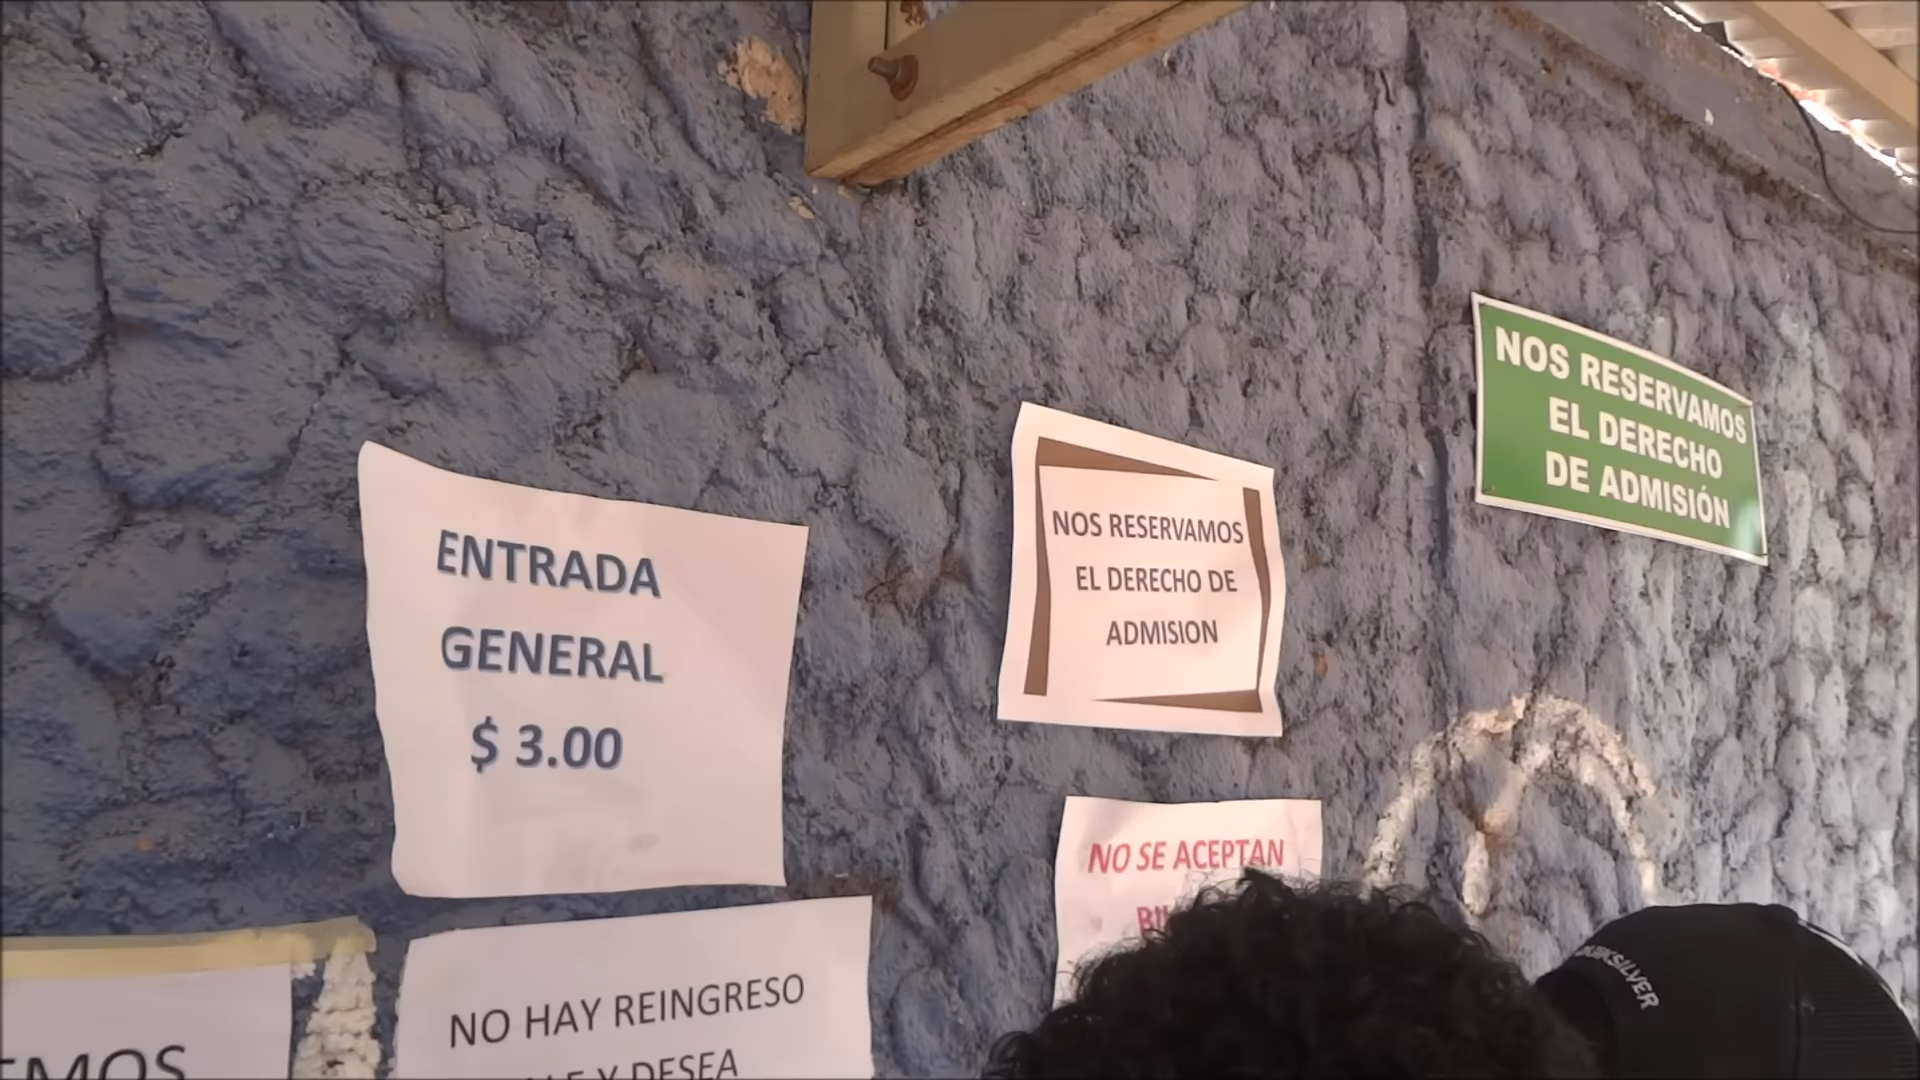 ENTRADA
GENERAL
$ 3.00
NOS RESERVAMOS
EL DERECHO DE
ADMISION
NOS RESERVAMOS
EL DERECHO
DE ADMISIÓN
NO SE ACEPTAN
NO HAY REINGRESO
Y DESEA
QUIKSILVER